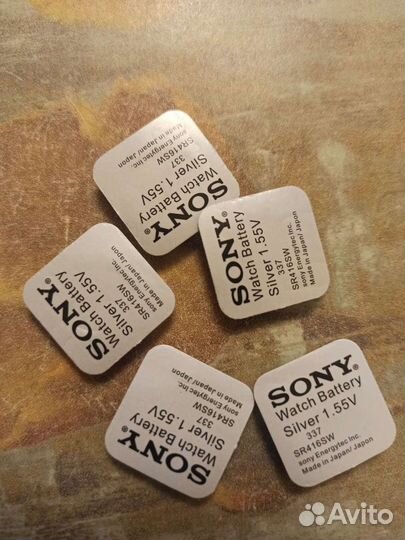 SONY®
Watch Battery
Silver 1.55V
337
SR416SW
sony Energytec Inc.
Made in Japan/ Japon
SONY®
Watch Battery
Silver 1.55V
337
SR416SW
sony Energytec Inc.
Made in Japan/ Japon
SONY®
Watch Battery
Silver 1.55V
337
SR416SW
sony Energytec Inc.
Made in Japan/ Japon
SONY®
Watch Battery
Silver 1.55V
337
SR416SW
sony Energytec Inc.
Made in Japan/ Japon
SONY®
Watch Battery
Silver 1.55V
337
SR416SW
sony Energytec Inc.
Made in Japan/ Japon
Avito